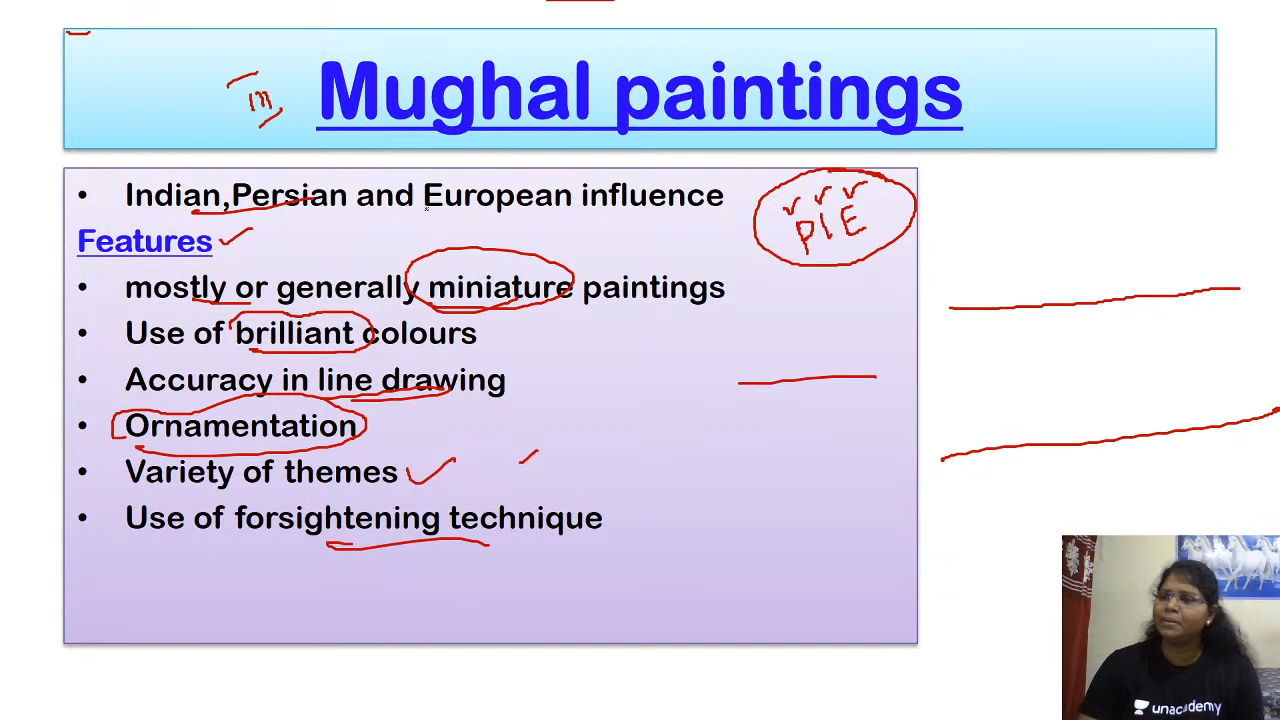 Mughal paintings
• Indian,Persian and European influence
PIE
Features
• mostly or generally miniature paintings
• Use of brilliant colours
• Accuracy in line drawing
• Ornamentation
• Variety of themes
• Use of forsightening technique
unacademy